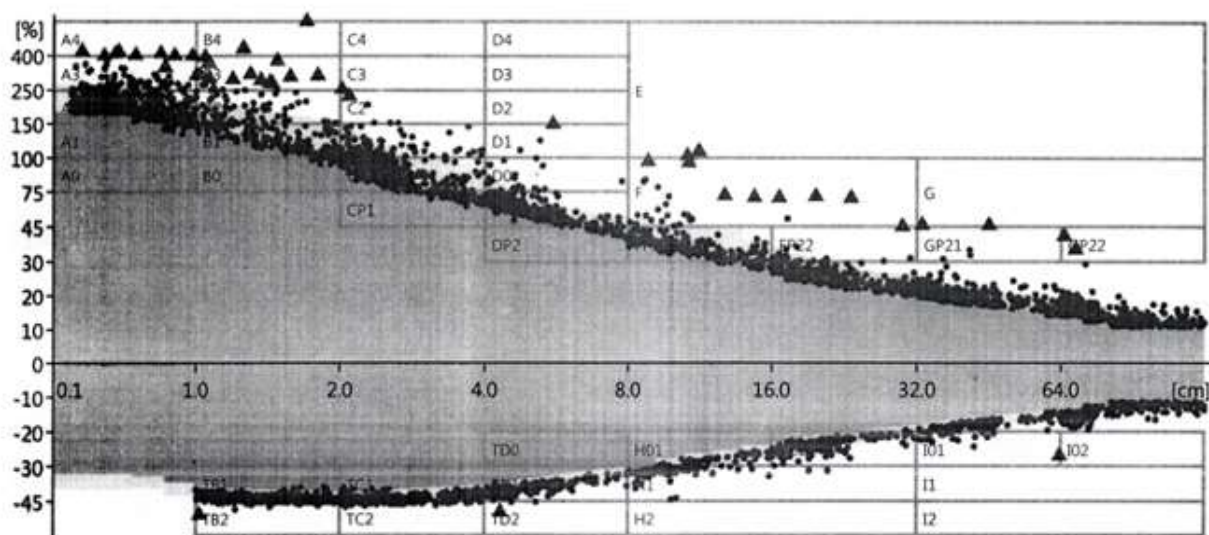 [%]
A4 B4 C4 D4
400
A3 C3 D3
E
250
C2 D2
150
A1 B1 D1
100
A0 B0 D0
75 F G
CP1
45
DP2 FP22 GP21
30
20
10
0
0.1 1.0 2.0 4.0 8.0 16.0 32.0 64.0 [cm]
-10
-20
TD0 H01 I01 I02
-30
TB1 TC1 I1
-45
TB2 TC2 TD2 H2 I2